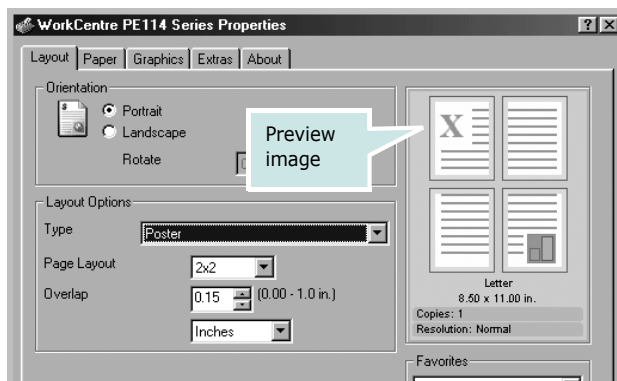 WorkCentre PE114 Series Properties
Layout Paper Graphics Extras About
Orientation
Portrait
Landscape
Rotate
Preview
image
X
Layout Options
Type Poster
Page Layout 2x2
Overlap 0.15 (0.00 - 1.0 in.)
Inches
Letter
8.50 x 11.00 in.
Copies: 1
Resolution: Normal
Favorites